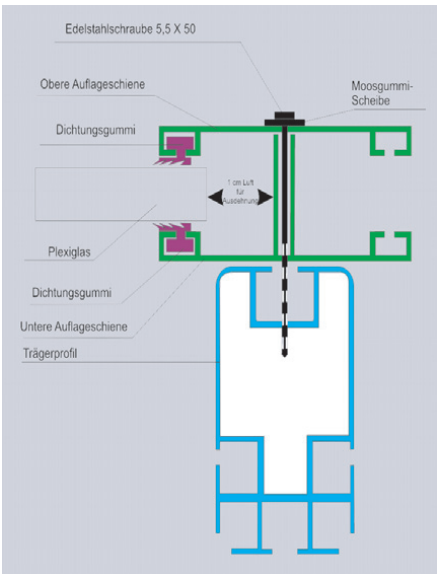 Edelstahlschraube 5,5 X 50
Obere Auflageschiene
Moosgummi-
Scheibe
Dichtungsgummi
1 cm Luft
für
Ausdehnung
Plexiglas
Dichtungsgummi
Untere Auflageschiene
Trägerprofil